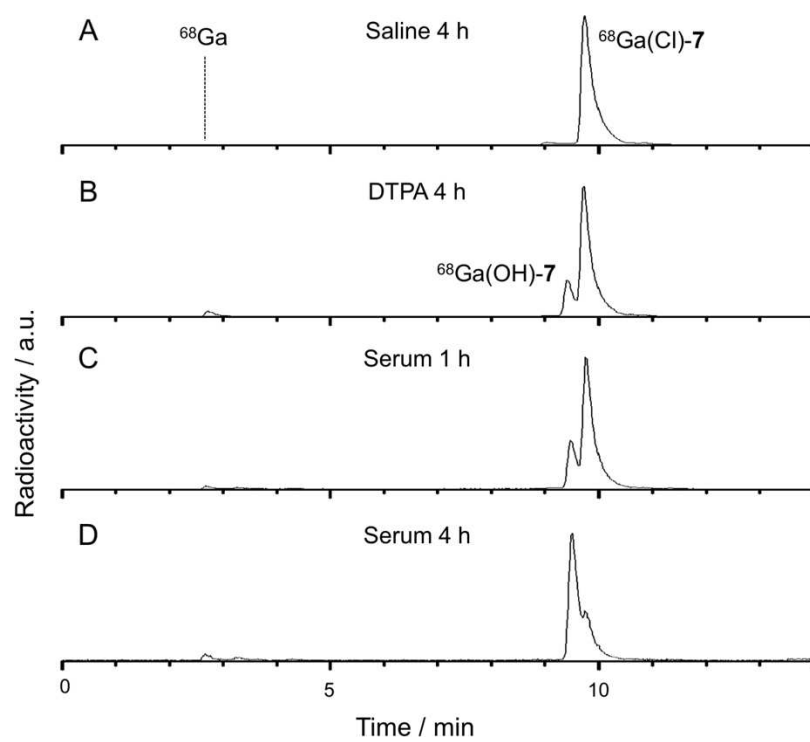 A
⁶⁸Ga
Saline 4 h
⁶⁸Ga(Cl)-7
B
DTPA 4 h
⁶⁸Ga(OH)-7
C
Serum 1 h
D
Serum 4 h
Radioactivity / a.u.
0 5 10
Time / min